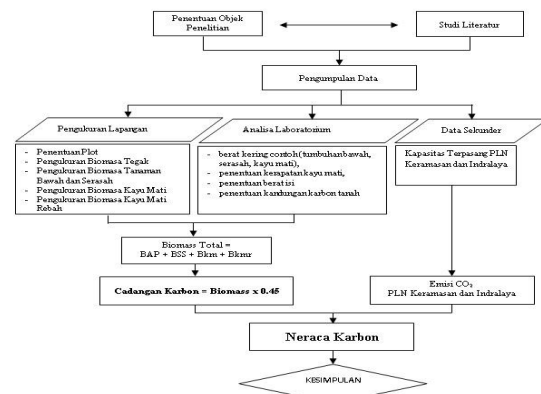 Penentuan Objek
Penelitian
Studi Literatur
Pengumpulan Data
Pengukuran Lapangan
- Penentuan Plot
- Pengukuran Biomasa Tegak
- Pengukuran Biomasa Tanaman
Bawah dan Serasah
- Pengukuran Biomasa Kayu Mati
- Pengukuran Biomasa Kayu Mati
Rebah
Analisa Laboratorium
- berat kering contoh (tumbuhan bawah,
serasah, kayu mati),
- penentuan kerapatan kayu mati,
- penentuan berat isi
- penentuan kandungan karbon tanah
Data Sekunder
Kapasitas Terpasang PLN
Keramasan dan Indralaya
Biomass Total =
BAP + BSS + Bkm + Bkmr
Cadangan Karbon = Biomass x 0.45
Emisi CO₂
PLN Keramasan dan Indralaya
Neraca Karbon
KESIMPULAN